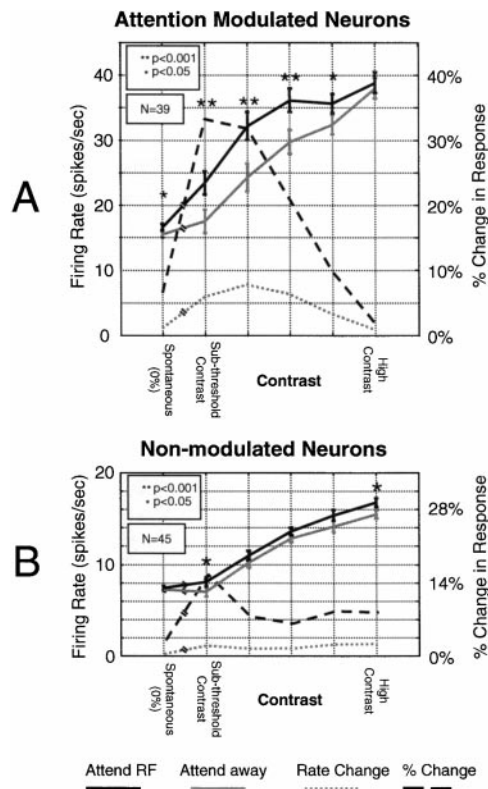 Attention Modulated Neurons
A
Firing Rate (spikes/sec)
40
30
20
10
0
** p<0.001
* p<0.05
N=39
*
**
**
**
*
40%
30%
20%
10%
0%
% Change in Response
Spontaneous
(0%)
Sub-threshold
Contrast
Contrast
High
Contrast
Non-modulated Neurons
B
Firing Rate (spikes/sec)
20
10
0
** p<0.001
* p<0.05
N=45
*
*
28%
14%
0%
% Change in Response
Spontaneous
(0%)
Sub-threshold
Contrast
Contrast
High
Contrast
Attend RF Attend away Rate Change % Change